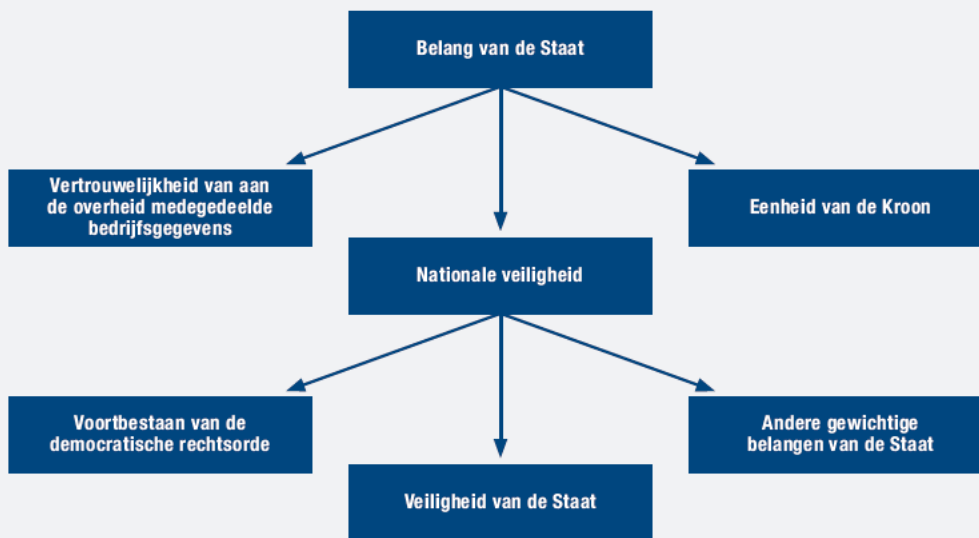 Belang van de Staat
Vertrouwelijkheid van aan
de overheid medegedeelde
bedrijfsgegevens
Eenheid van de Kroon
Nationale veiligheid
Voortbestaan van de
democratische rechtsorde
Andere gewichtige
belangen van de Staat
Veiligheid van de Staat